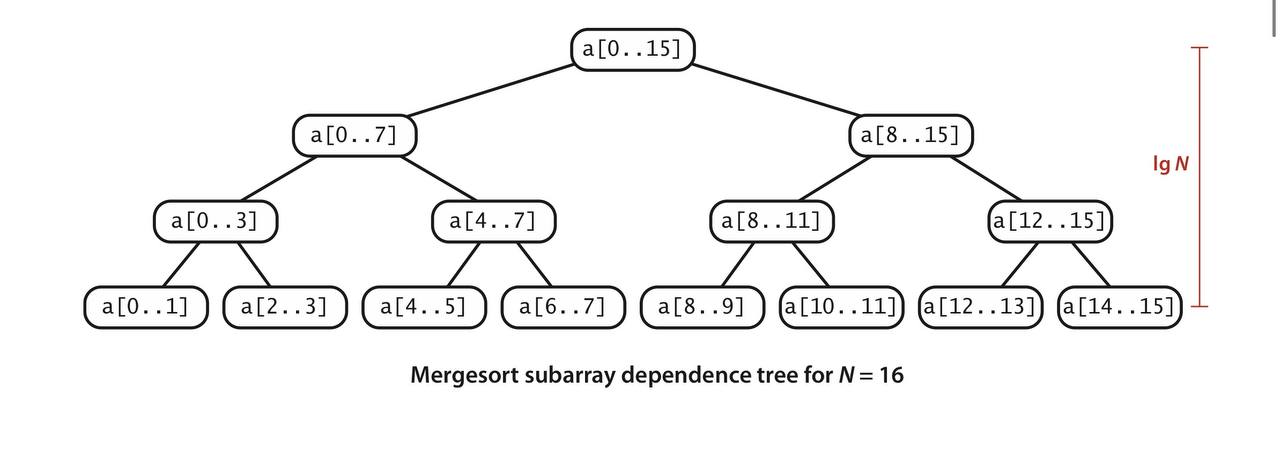 a[0..15]
a[0..7] a[8..15]
lg N
a[0..3] a[4..7] a[8..11] a[12..15]
a[0..1] a[2..3] a[4..5] a[6..7] a[8..9] a[10..11] a[12..13] a[14..15]
Mergesort subarray dependence tree for N = 16